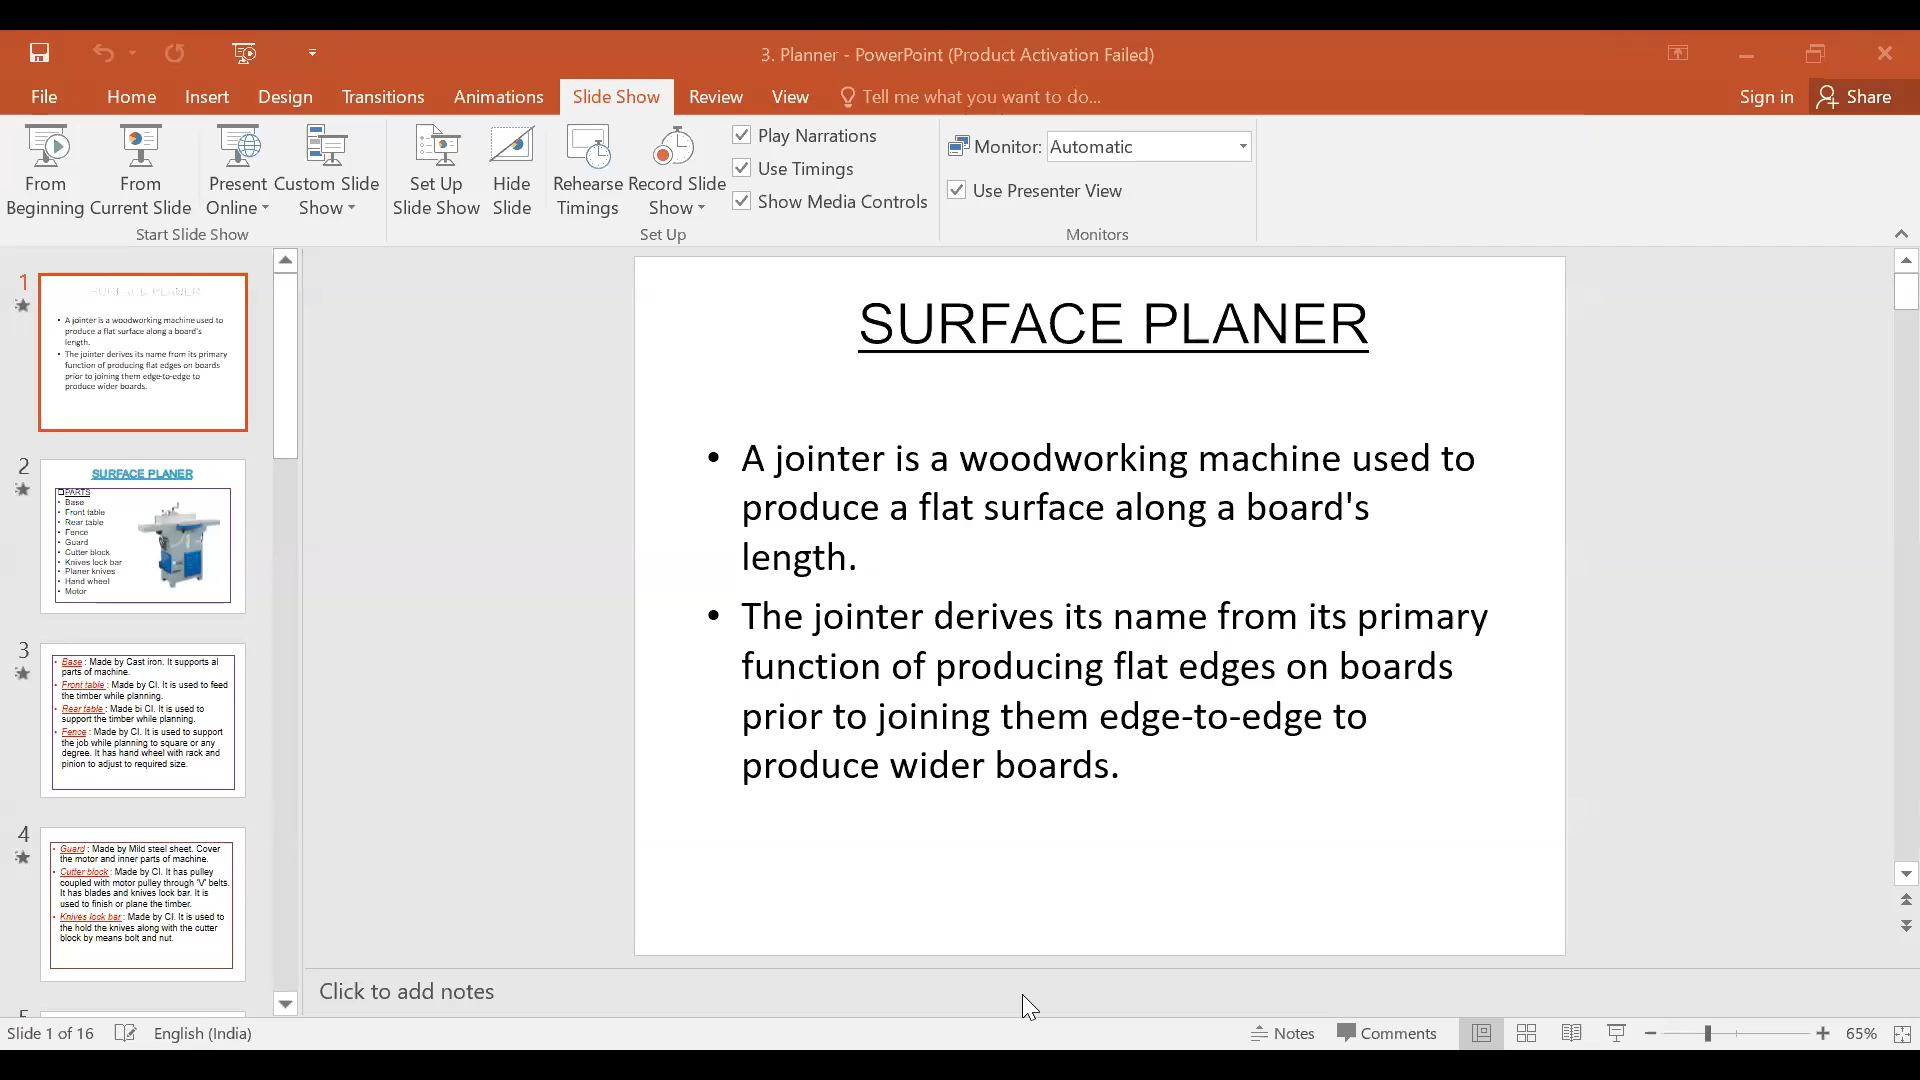 3. Planner - PowerPoint (Product Activation Failed)
File Home Insert Design Transitions Animations Slide Show Review View Tell me what you want to do... Sign in Share
From Beginning
From Current Slide
Present Online
Custom Slide Show
Set Up Slide Show
Hide Slide
Rehearse Timings
Record Slide Show
Play Narrations
Use Timings
Show Media Controls
Monitor: Automatic
Use Presenter View
Start Slide Show
Set Up
Monitors
1
SURFACE PLANER
• A jointer is a woodworking machine used to
produce a flat surface along a board's
length.
• The jointer derives its name from its primary
function of producing flat edges on boards
prior to joining them edge-to-edge to
produce wider boards.
2
SURFACE PLANER
PARTS
• Base
• Front table
• Rear table
• Fence
• Guard
• Cutter block
• Knives lock bar
• Planer knives
• Hand wheel
• Motor
3
• Base : Made by Cast iron. It supports al
parts of machine.
• Front table : Made by CI. It is used to feed
the timber while planning.
• Rear table : Made bi CI. It is used to
support the timber while planning.
• Fence : Made by CI. It is used to support
the job while planning to square or any
degree. It has hand wheel with rack and
pinion to adjust to required size.
4
• Guard : Made by Mild steel sheet. Cover
the motor and inner parts of machine.
• Cutter block : Made by CI. It has pulley
coupled with motor pulley through 'V' belts.
It has blades and knives lock bar. It is
used to finish or plane the timber.
• Knives lock bar : Made by CI. It is used to
the hold the knives along with the cutter
block by means bolt and nut.
SURFACE PLANER
• A jointer is a woodworking machine used to
produce a flat surface along a board's
length.
• The jointer derives its name from its primary
function of producing flat edges on boards
prior to joining them edge-to-edge to
produce wider boards.
Click to add notes
Slide 1 of 16 English (India) Notes Comments 65%